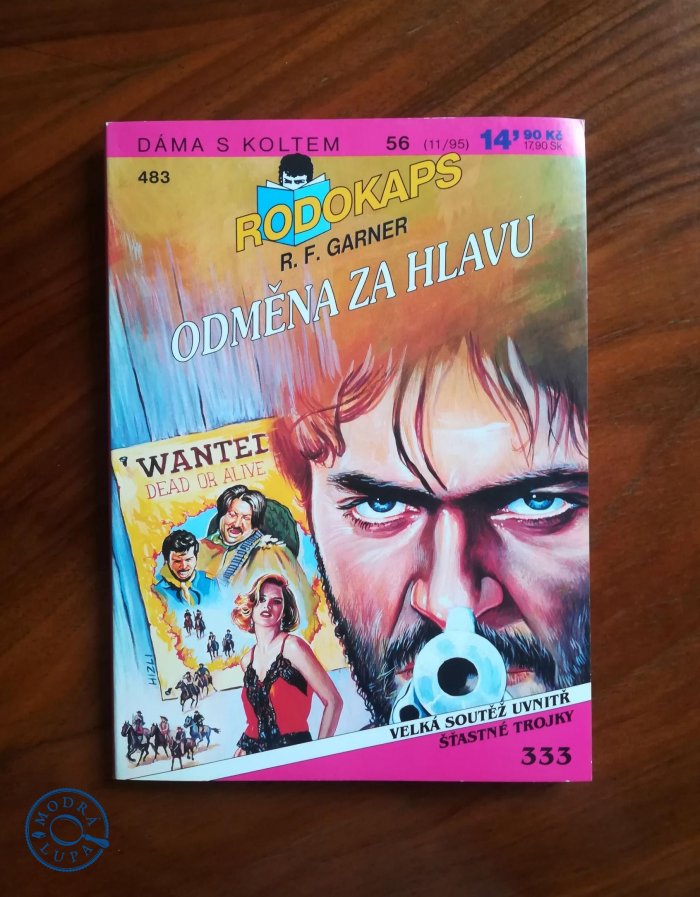 DÁMA S KOLTEM 56 (11/95) 14,90 Kč
17,90 Sk
483
RODOKAPS
R. F. GARNER
ODMĚNA ZA HLAVU
WANTED
DEAD OR ALIVE
HIZLI
VELKÁ SOUTĚŽ UVNITŘ
ŠŤASTNÉ TROJKY
333
MODRÁ
LUPA